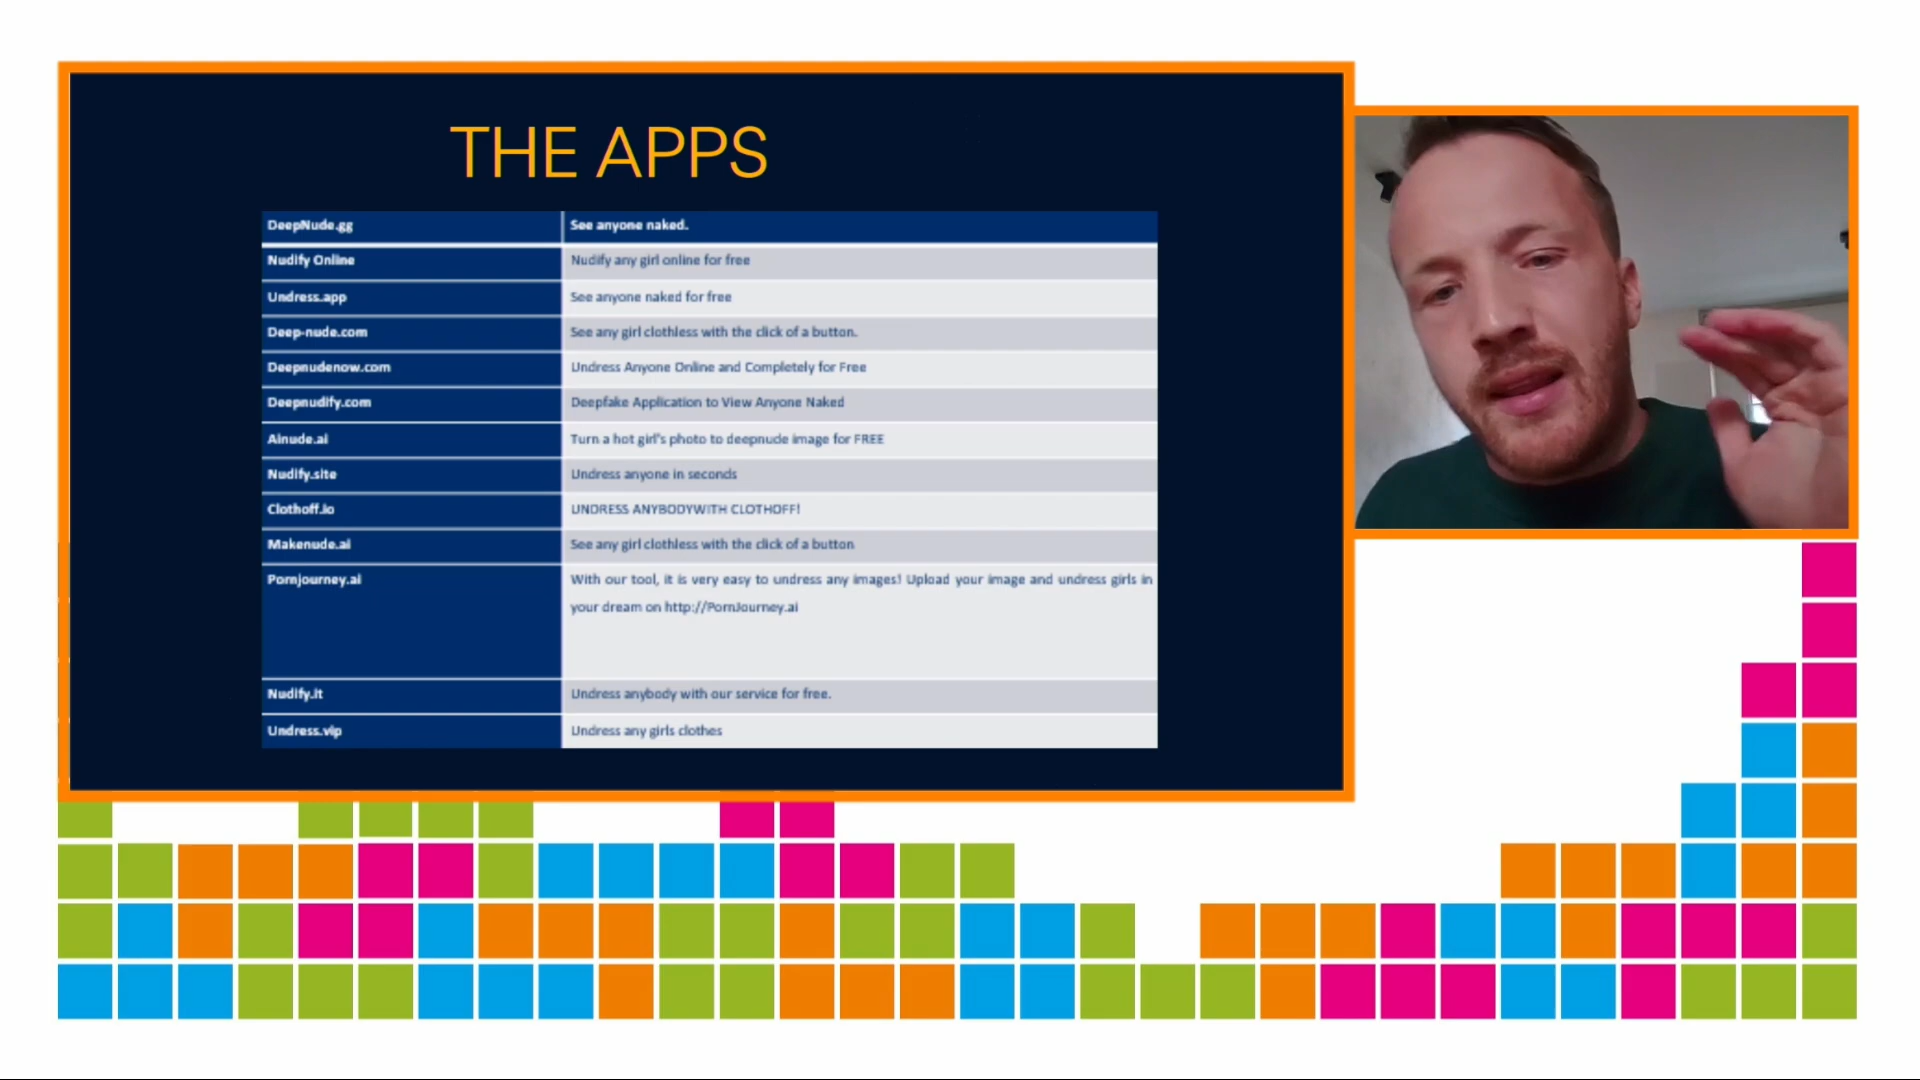 THE APPS
DeepNude.gg See anyone naked.
Nudify Online Nudify any girl online for free
Undress.app See anyone naked for free
Deep-nude.com See any girl clothless with the click of a button.
Deepnudenow.com Undress Anyone Online and Completely for Free
Deepnudify.com Deepfake Application to View Anyone Naked
Ainude.ai Turn a hot girl's photo to deepnude image for FREE
Nudify.site Undress anyone in seconds
Clothoff.io UNDRESS ANYBODYWITH CLOTHOFF!
Makenude.ai See any girl clothless with the click of a button
Pornjourney.ai With our tool, it is very easy to undress any images! Upload your image and undress girls in
your dream on http://PornJourney.ai
Nudify.it Undress anybody with our service for free.
Undress.vip Undress any girls clothes